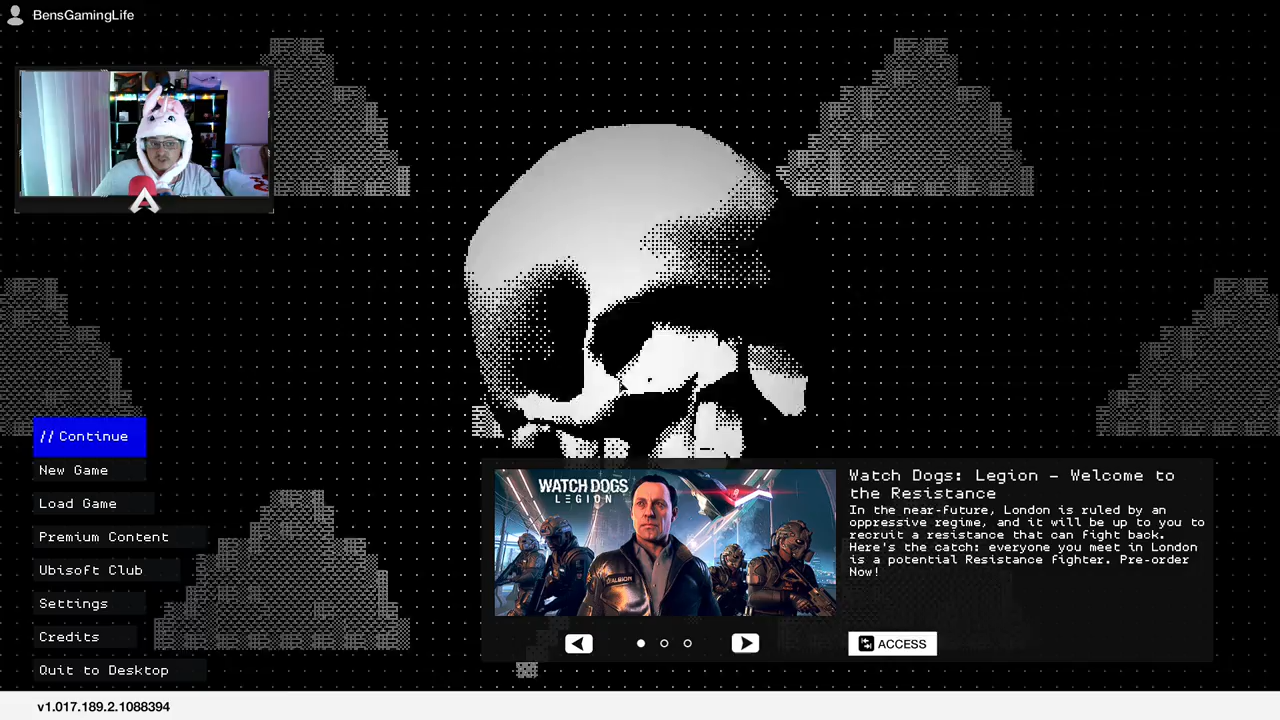 BensGamingLife
// Continue
New Game
Load Game
Premium Content
Ubisoft Club
Settings
Credits
Quit to Desktop
WATCH DOGS
LEGION
ALBION
Watch Dogs: Legion - Welcome to
the Resistance
In the near-future, London is ruled by an
oppressive regime, and it will be up to you to
recruit a resistance that can fight back.
Here's the catch: everyone you meet in London
is a potential Resistance Fighter. Pre-order
Now!
ACCESS
v1.017.189.2.1088394